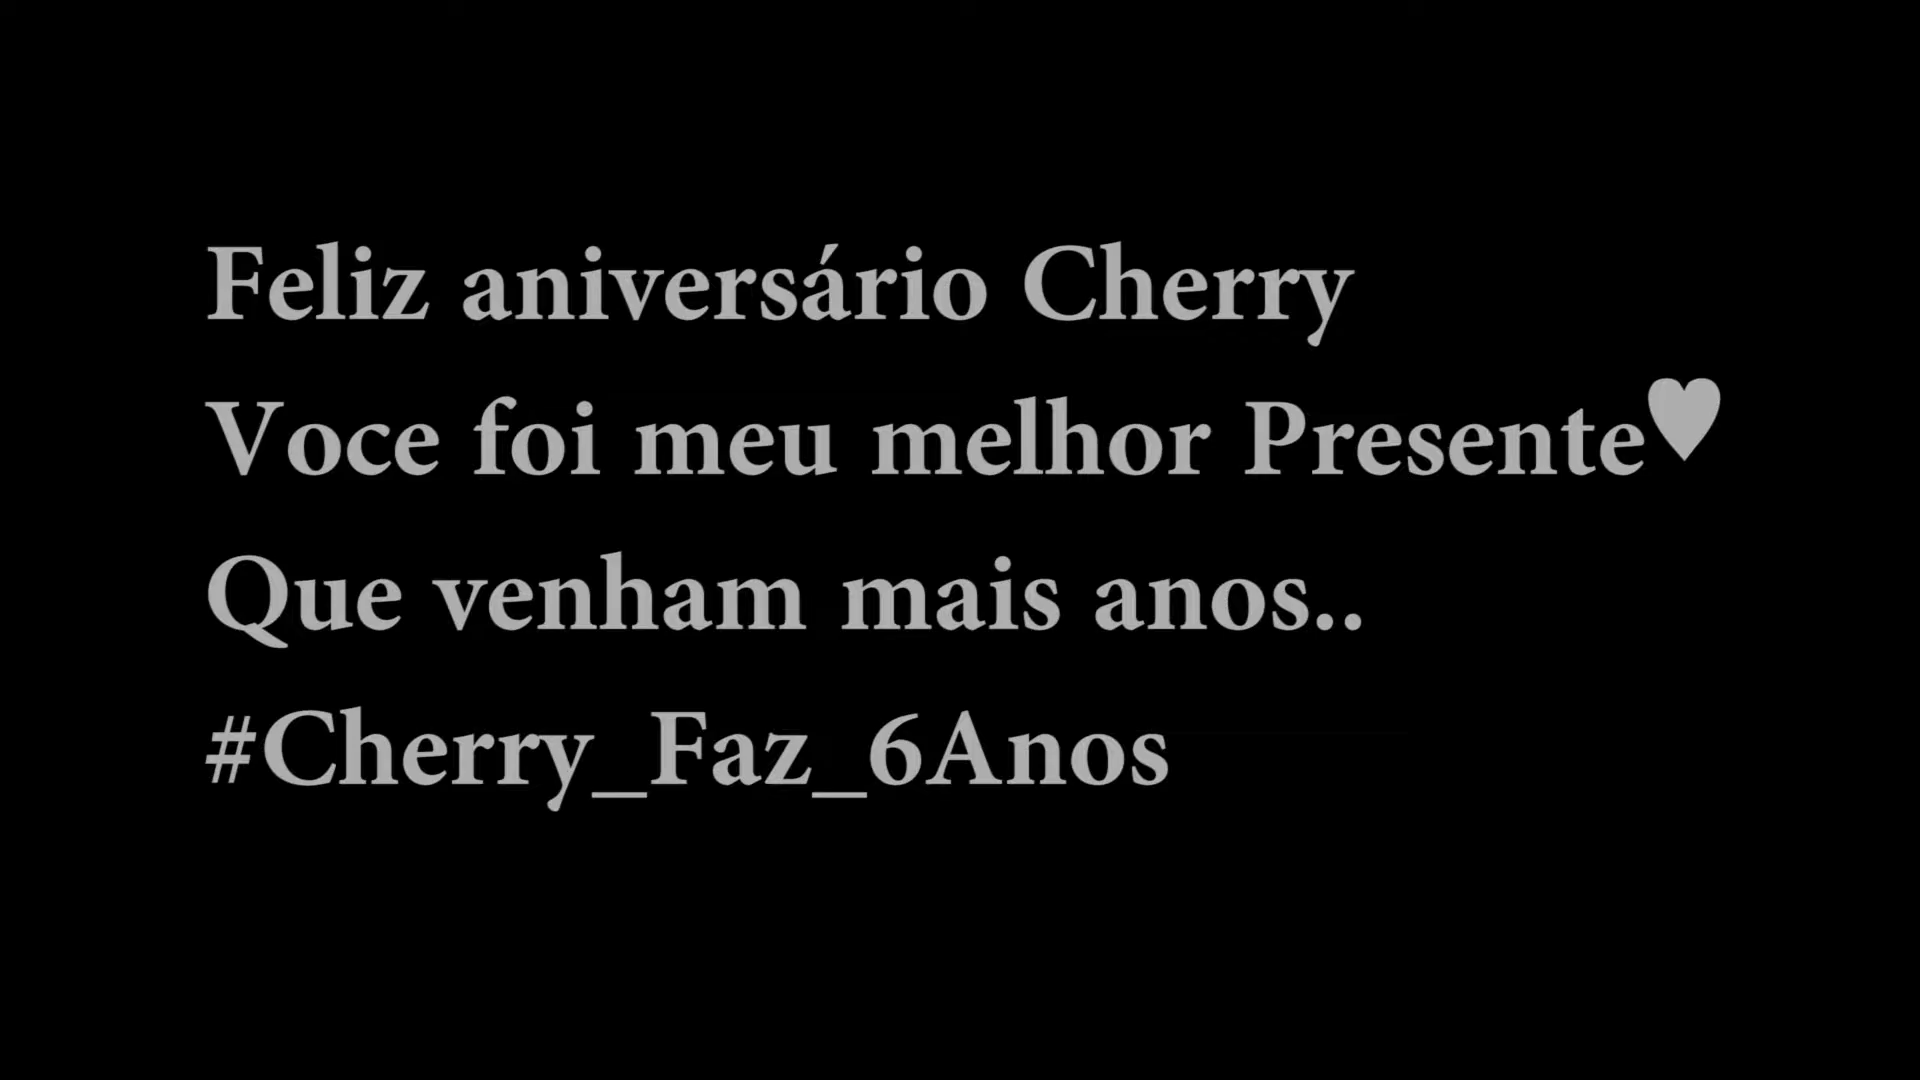 Feliz aniversário Cherry
Voce foi meu melhor Presente♥
Que venham mais anos..
#Cherry_Faz_6Anos